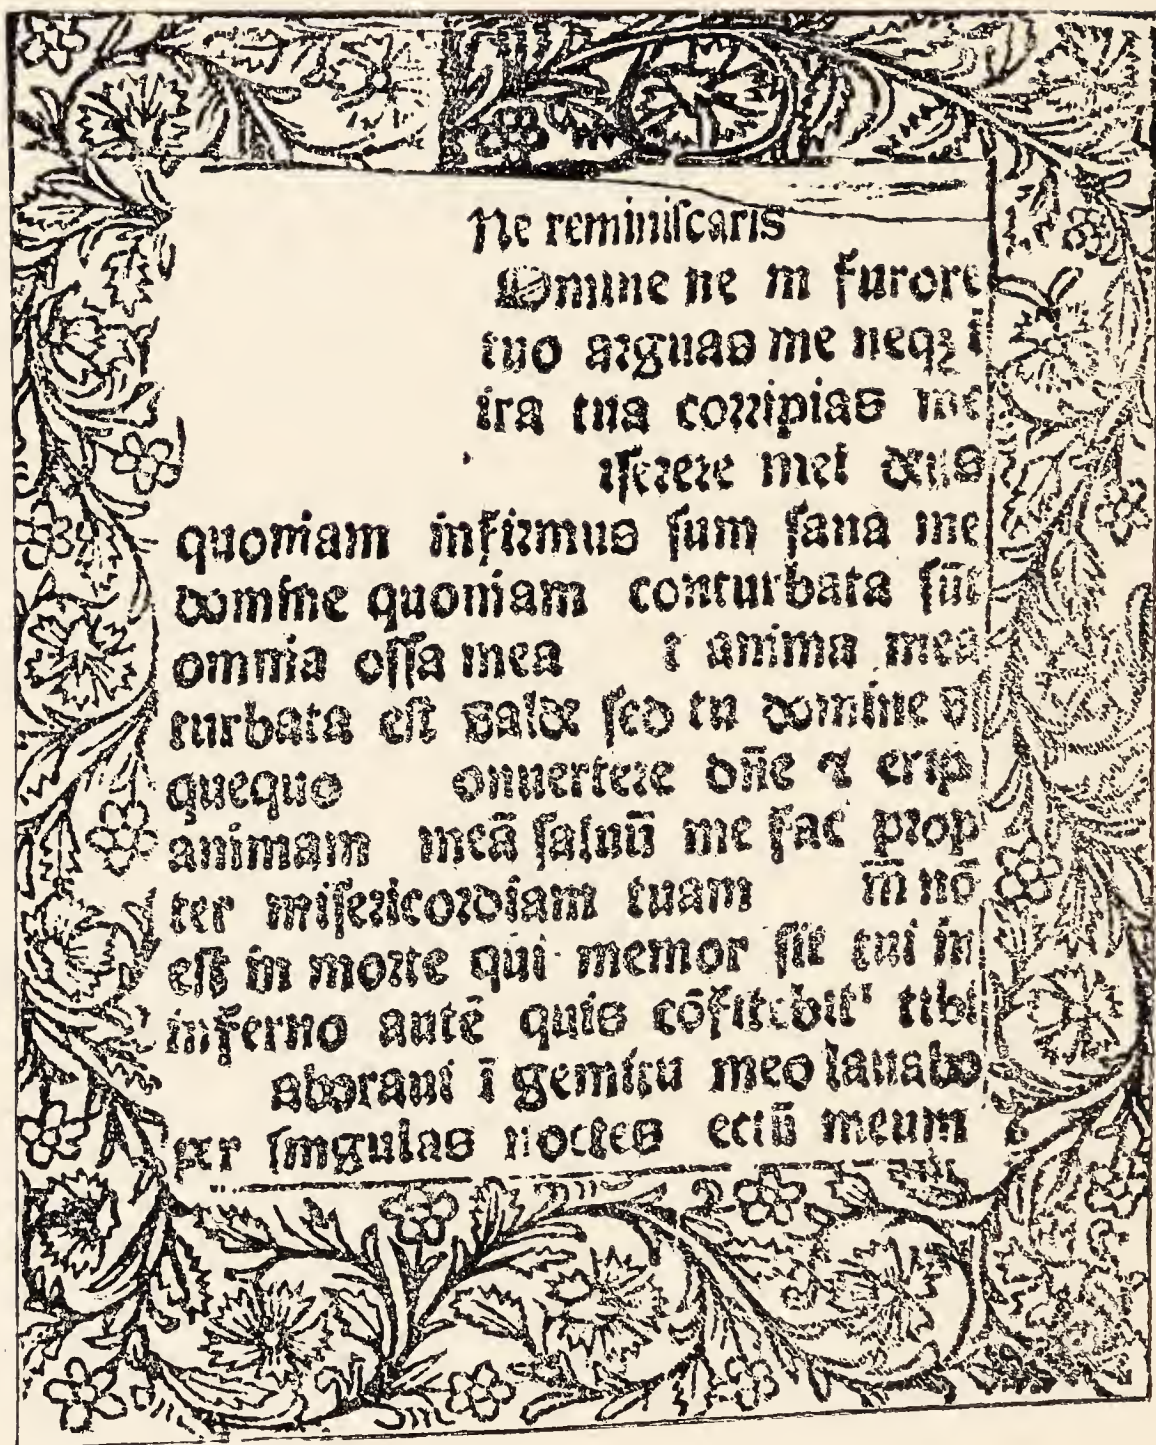 Ne reminiſcaris
Domine ne in furore
tuo arguas me neqꝫ ī
ira tua corripias me
iſerere mei deus
quoniam infirmus ſum ſana me
domine quoniam conturbata ſūt
omnia oſſa mea t anima mea
turbata eſt valde ſed tu domine v
quequo onuertere dn̄e ⁊ erip
animam meā ſaluū me fac prop
ter miſericordiam tuam m̄ nō
eſt in morte qui memor ſit tui in
inferno autē quis cōfitebit' tibi
aboraui ī gemitu meo lauabo
per ſingulas noctes ectū meum